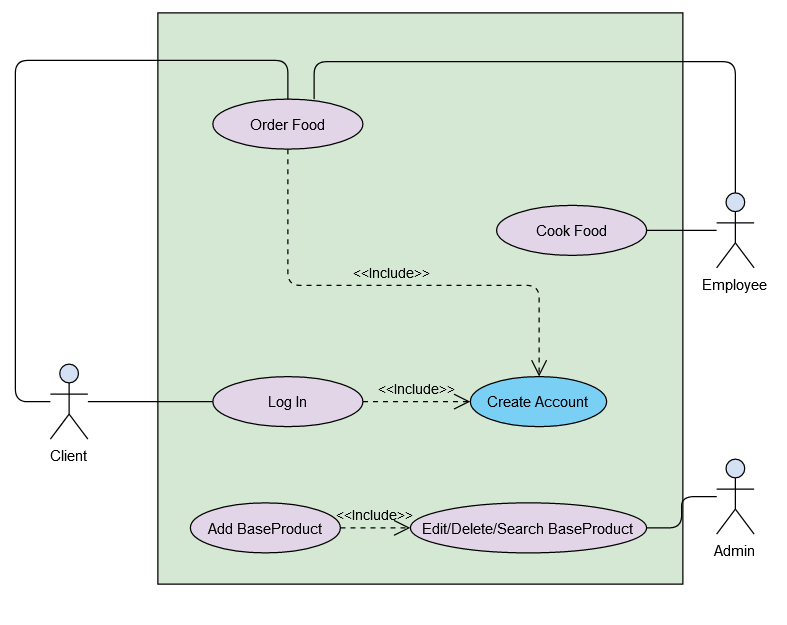 Order Food
Cook Food
<<Include>>
Employee
Log In
<<Include>>
Create Account
Client
Add BaseProduct
<<Include>>
Edit/Delete/Search BaseProduct
Admin